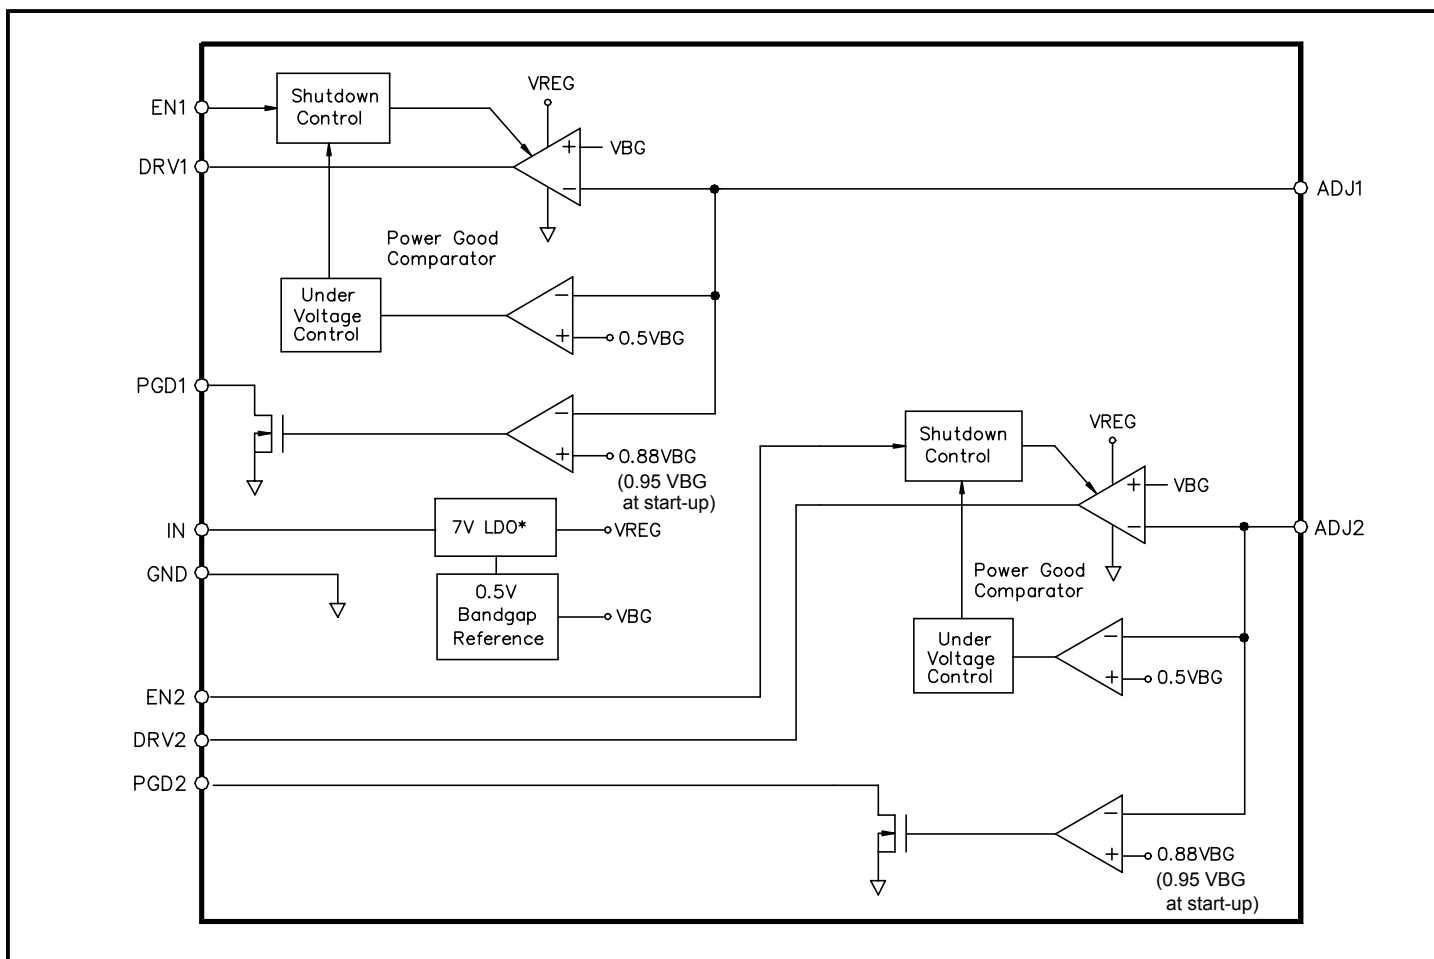 EN1
DRV1
PGD1
IN
GND
EN2
DRV2
PGD2
Shutdown
Control
VREG
+
VBG
−
ADJ1
Power Good
Comparator
Under
Voltage
Control
−
+
0.5VBG
−
+
0.88VBG
(0.95 VBG
at start-up)
7V LDO*
VREG
0.5V
Bandgap
Reference
VBG
Shutdown
Control
VREG
+
VBG
−
ADJ2
Power Good
Comparator
Under
Voltage
Control
−
+
0.5VBG
−
+
0.88VBG
(0.95 VBG
at start-up)